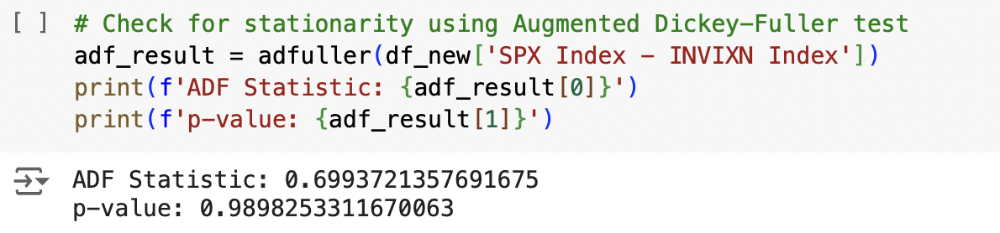 [ ] # Check for stationarity using Augmented Dickey-Fuller test
adf_result = adfuller(df_new['SPX Index - INVIXN Index'])
print(f'ADF Statistic: {adf_result[0]}')
print(f'p-value: {adf_result[1]}')
ADF Statistic: 0.6993721357691675
p-value: 0.9898253311670063